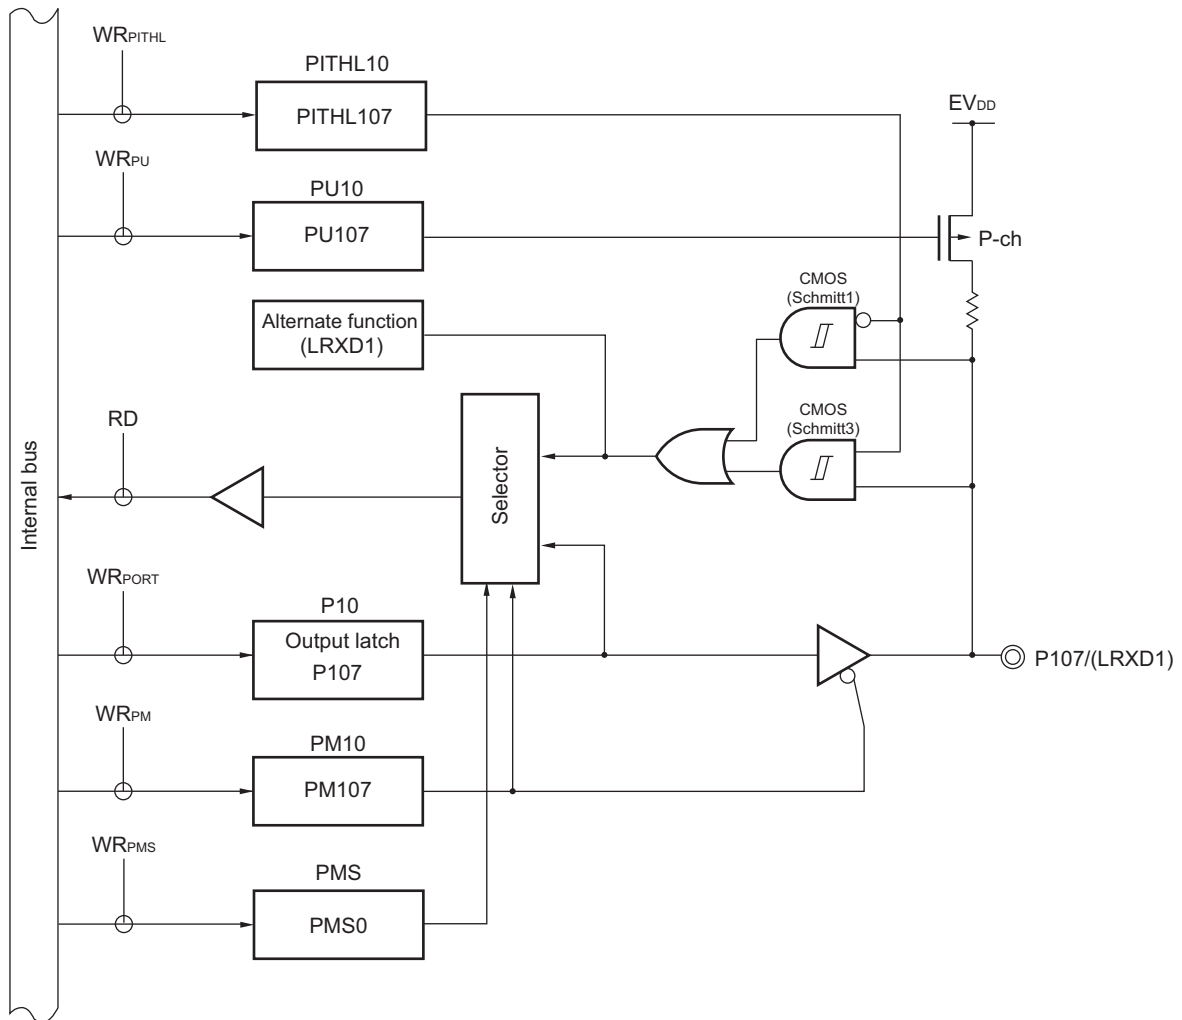 WRPITHL
PITHL10
PITHL107
EVDD
WRPU
PU10
PU107
P-ch
CMOS
(Schmitt1)
Alternate function
(LRXD1)
RD
CMOS
(Schmitt3)
Internal bus
Selector
WRPORT
P10
Output latch
P107
P107/(LRXD1)
WRPM
PM10
PM107
WRPMS
PMS
PMS0